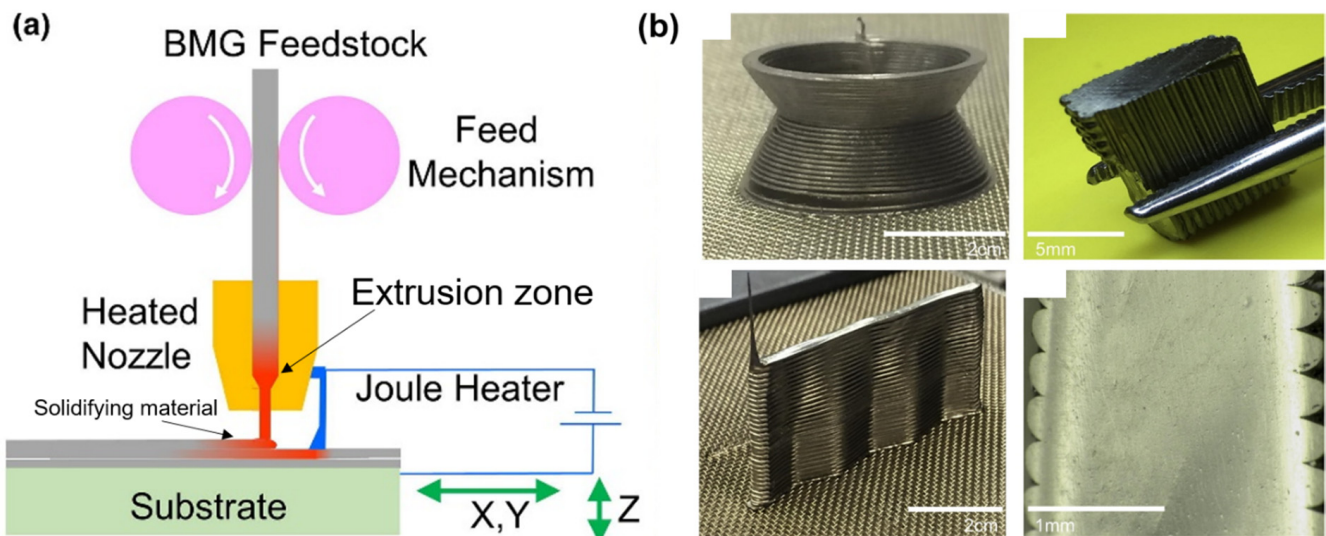 (a)
BMG Feedstock
Feed
Mechanism
Extrusion zone
Heated
Nozzle
Joule Heater
Solidifying material
Substrate
X,Y
Z
(b)
2cm
5mm
2cm
1mm